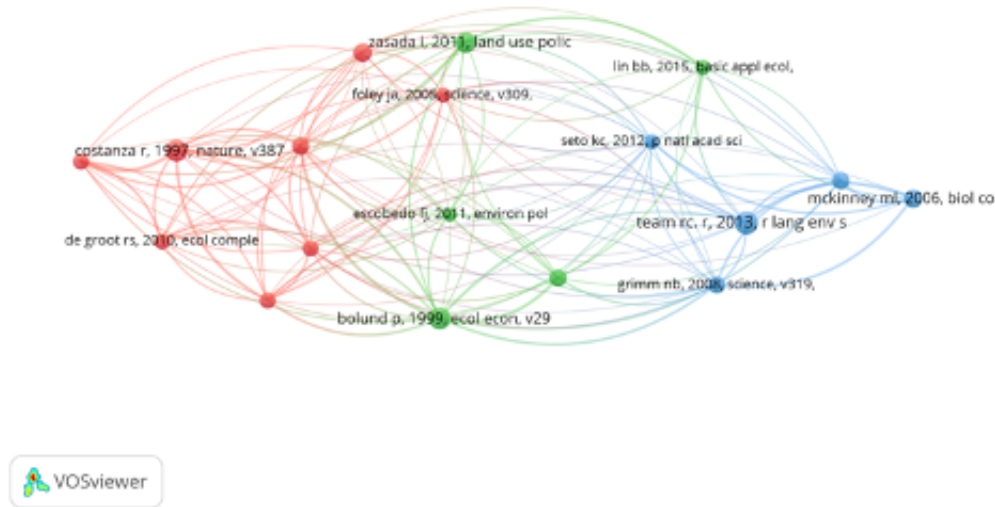 zasada i, 2011, land use polic
lin bb, 2015, basic appl ecol,
foley ja, 2005, science, v309,
seto kc, 2012, p natl acad sci
costanza r, 1997, nature, v387
mckinney ml, 2006, biol co
escobedo fj, 2011, environ pol
team rc. r, 2013, r lang env s
de groot rs, 2010, ecol comple
grimm nb, 2008, science, v319,
bolund p, 1999, ecol econ, v29
VOSviewer